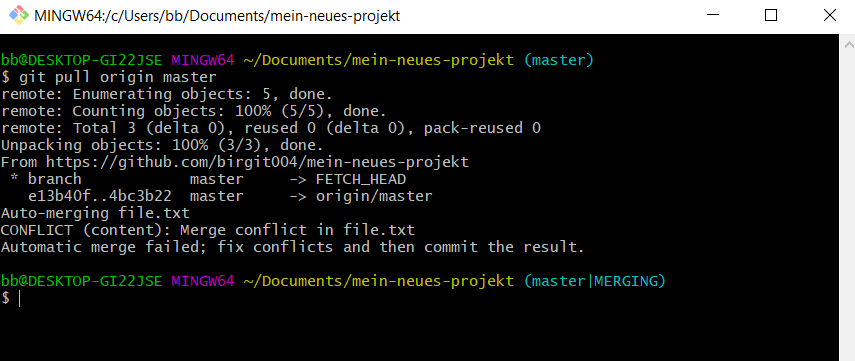 MINGW64:/c/Users/bb/Documents/mein-neues-projekt
bb@DESKTOP-GI22JSE MINGW64 ~/Documents/mein-neues-projekt (master)
$ git pull origin master
remote: Enumerating objects: 5, done.
remote: Counting objects: 100% (5/5), done.
remote: Total 3 (delta 0), reused 0 (delta 0), pack-reused 0
Unpacking objects: 100% (3/3), done.
From https://github.com/birgit004/mein-neues-projekt
 * branch            master     -> FETCH_HEAD
   e13b40f..4bc3b22  master     -> origin/master
Auto-merging file.txt
CONFLICT (content): Merge conflict in file.txt
Automatic merge failed; fix conflicts and then commit the result.
bb@DESKTOP-GI22JSE MINGW64 ~/Documents/mein-neues-projekt (master|MERGING)
$